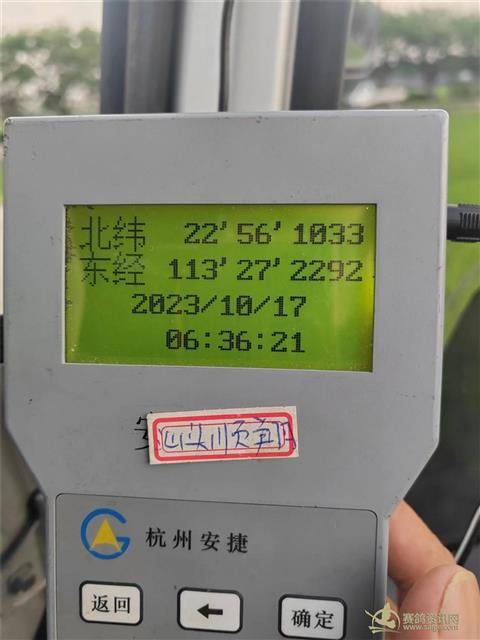 北纬 22'56'1033
东经 113'27'2292
2023/10/17
06:36:21
杭州安捷
返回
←
确定
赛鸽资讯网